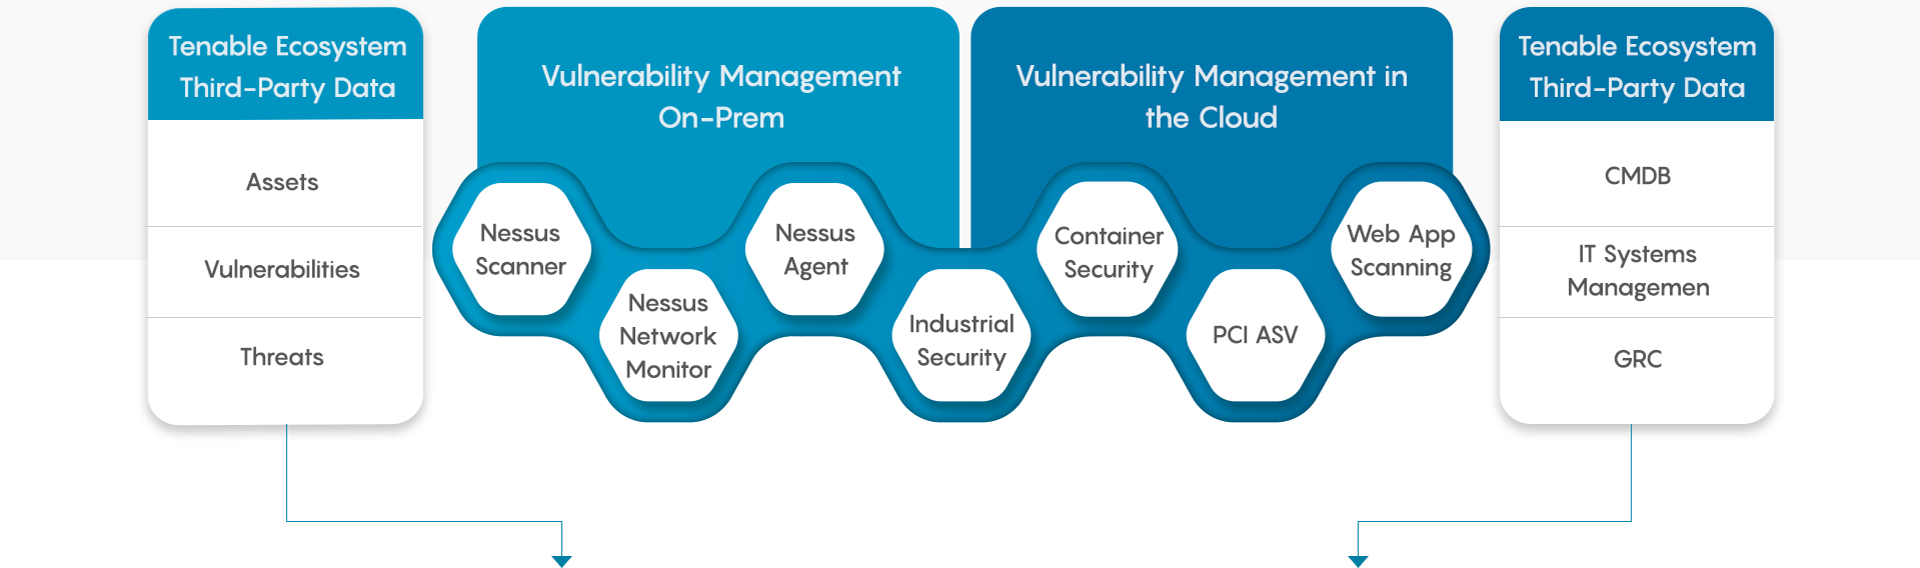 Tenable Ecosystem
Third-Party Data
Assets
Vulnerabilities
Threats
Vulnerability Management
On-Prem
Vulnerability Management in
the Cloud
Nessus
Scanner
Nessus
Network
Monitor
Nessus
Agent
Industrial
Security
Container
Security
PCI ASV
Web App
Scanning
Tenable Ecosystem
Third-Party Data
CMDB
IT Systems
Managemen
GRC